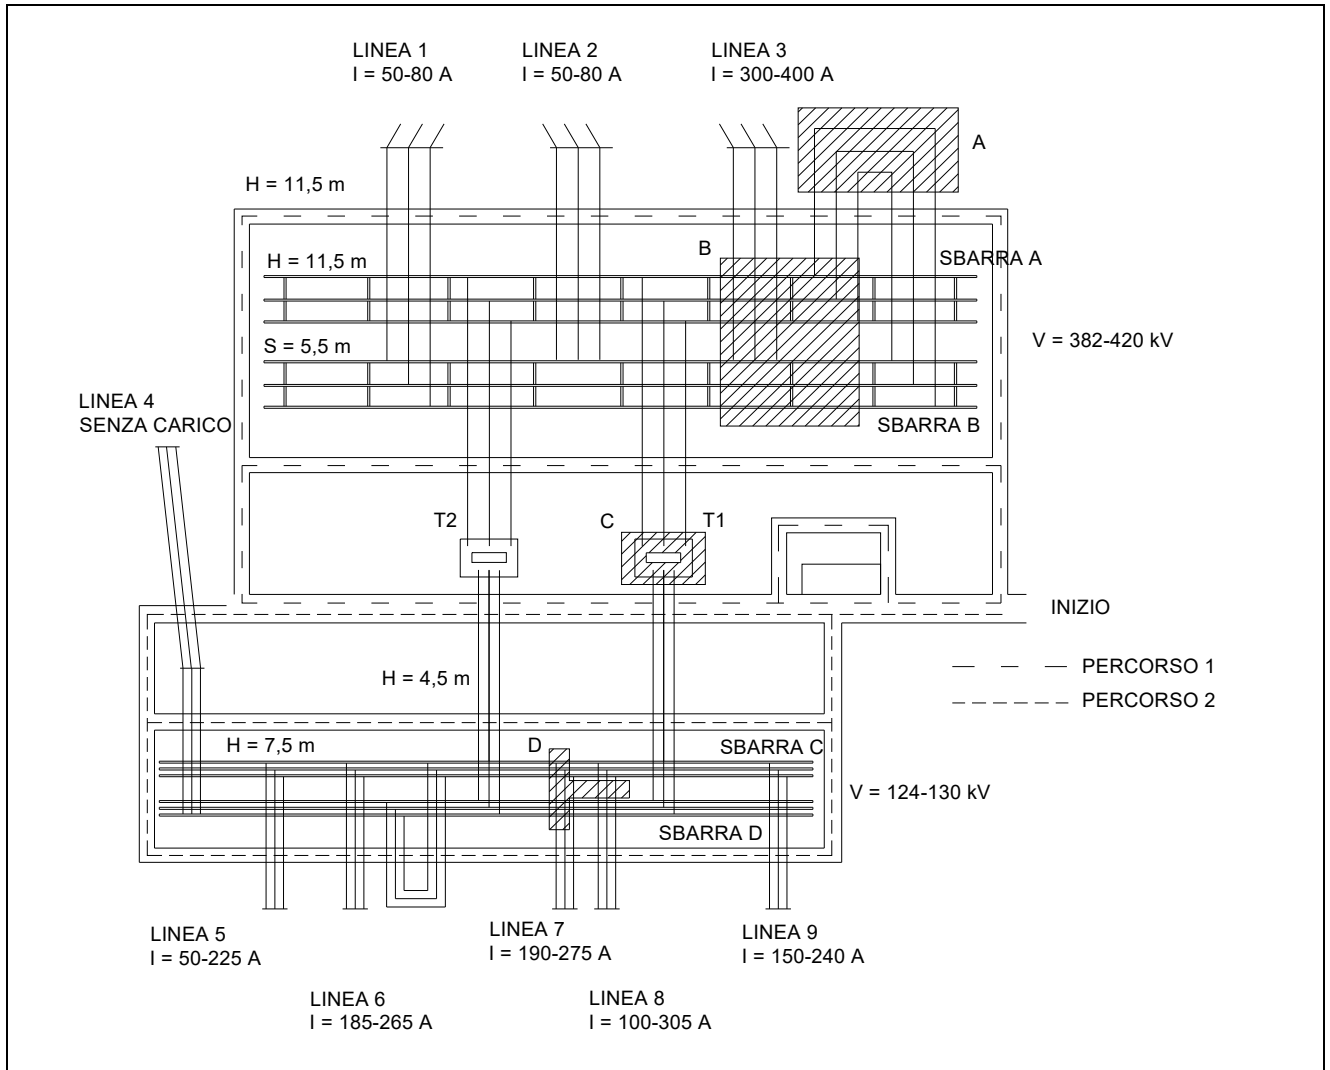 LINEA 1
I = 50-80 A
LINEA 2
I = 50-80 A
LINEA 3
I = 300-400 A
A
H = 11,5 m
B
H = 11,5 m
SBARRA A
S = 5,5 m
V = 382-420 kV
LINEA 4
SENZA CARICO
SBARRA B
T2
C
T1
INIZIO
H = 4,5 m
PERCORSO 1
PERCORSO 2
H = 7,5 m
D
SBARRA C
V = 124-130 kV
SBARRA D
LINEA 5
I = 50-225 A
LINEA 7
I = 190-275 A
LINEA 9
I = 150-240 A
LINEA 6
I = 185-265 A
LINEA 8
I = 100-305 A